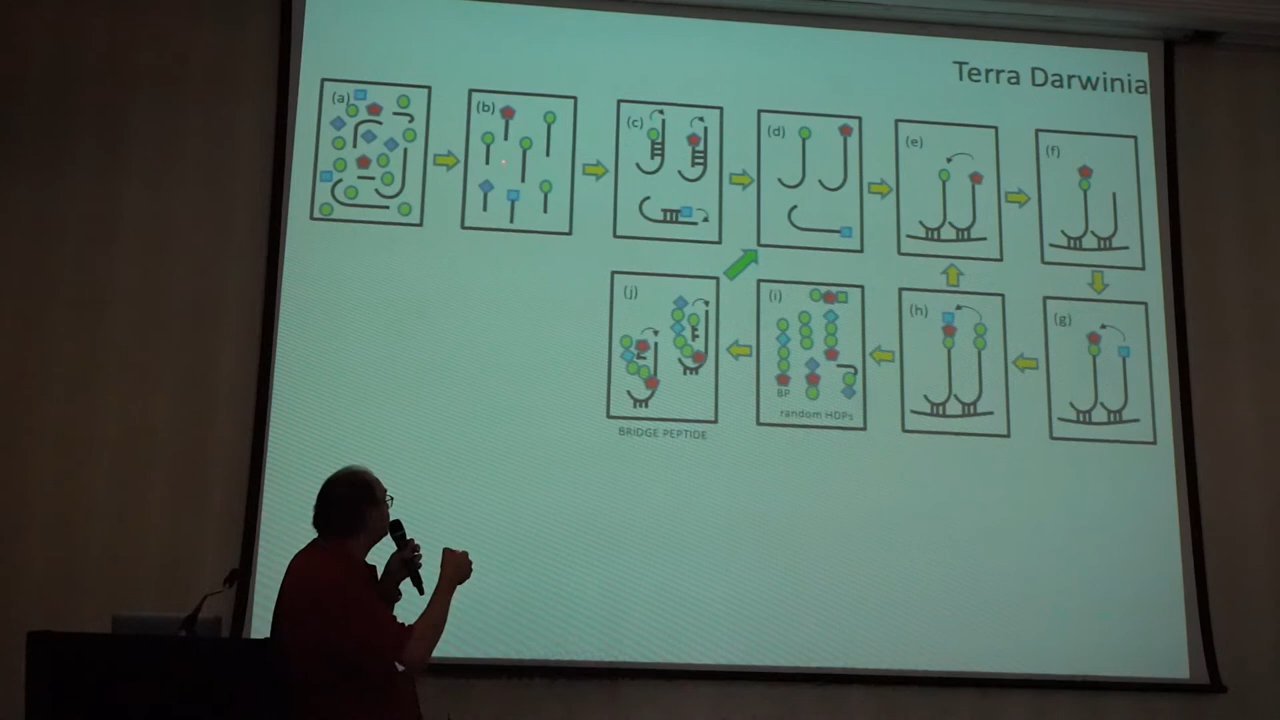 Terra Darwinia
(a)
(b)
(c)
(d)
(e)
(f)
(j)
(i)
(h)
(g)
BP
random HDPs
BRIDGE PEPTIDE